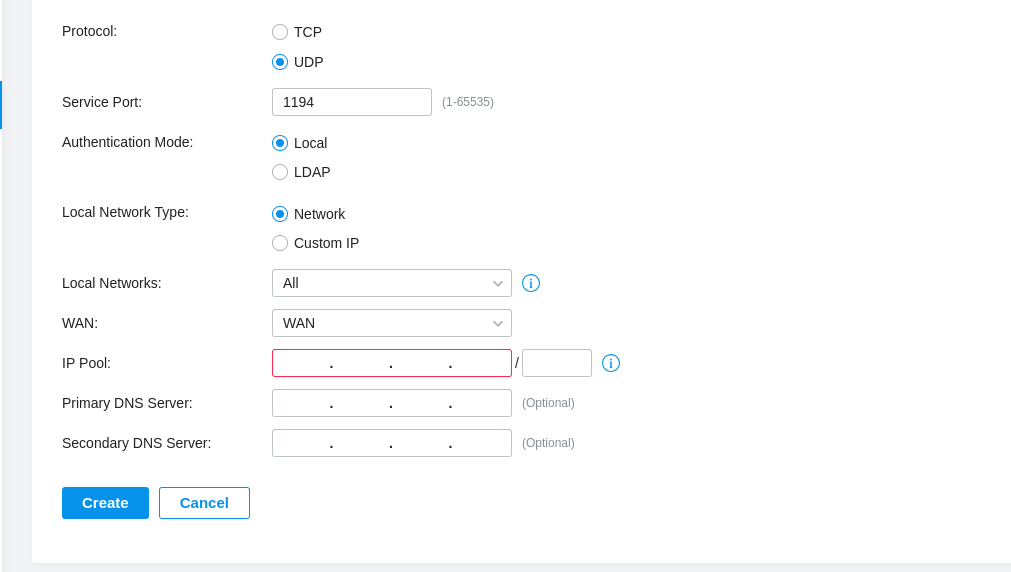 Protocol:
TCP
UDP
Service Port:
1194
(1-65535)
Authentication Mode:
Local
LDAP
Local Network Type:
Network
Custom IP
Local Networks:
All
WAN:
WAN
IP Pool:
. . . /
Primary DNS Server:
. . .
(Optional)
Secondary DNS Server:
. . .
(Optional)
Create
Cancel